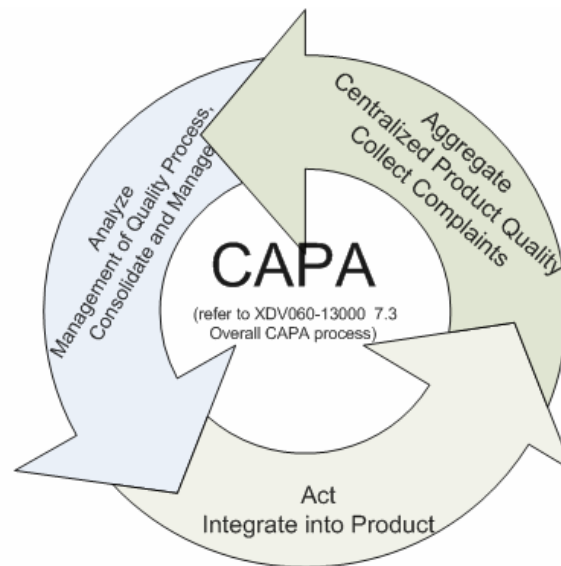 Aggregate
Centralized Product Quality
Collect Complaints
Analyze
Management of Quality Process,
Consolidate and Manage
CAPA
(refer to XDV060-13000 7.3
Overall CAPA process)
Act
Integrate into Product